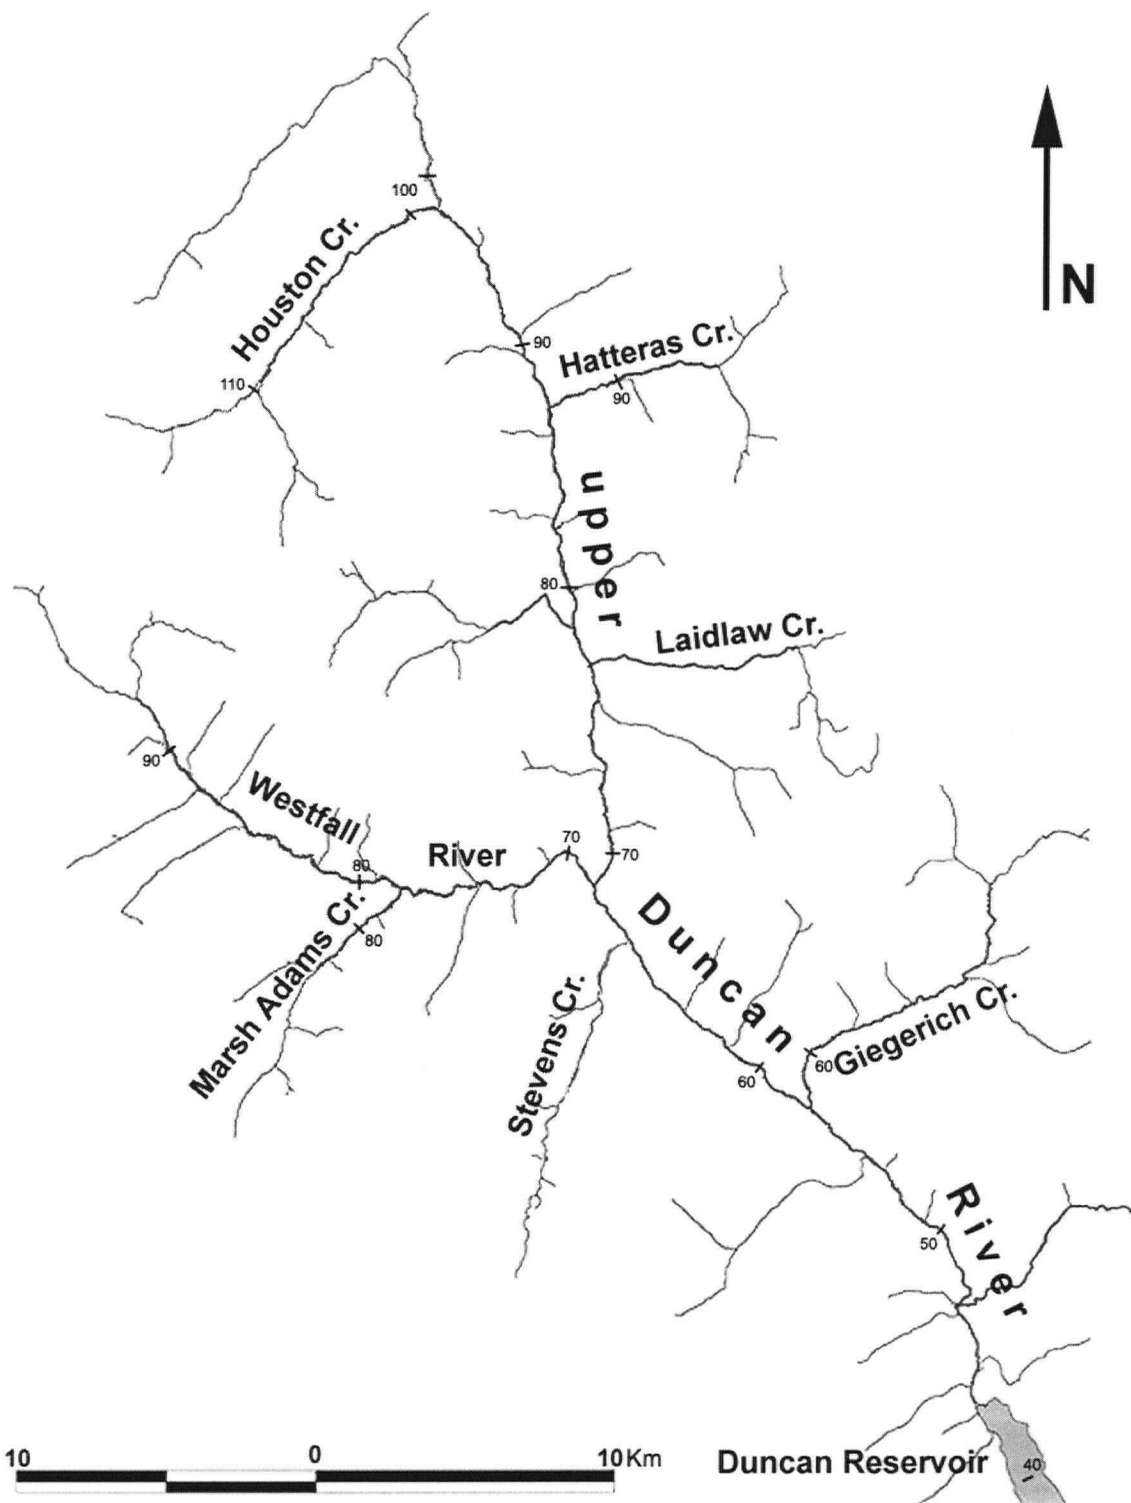 100
Houston Cr.
N
90
Hatteras Cr.
110
90
upper
80
Laidlaw Cr.
90
Westfall
River
70
70
80
Marsh Adams Cr.
80
Duncan
Stevens Cr.
Giegerich Cr.
60
60
River
50
10 0 10 Km
Duncan Reservoir
40